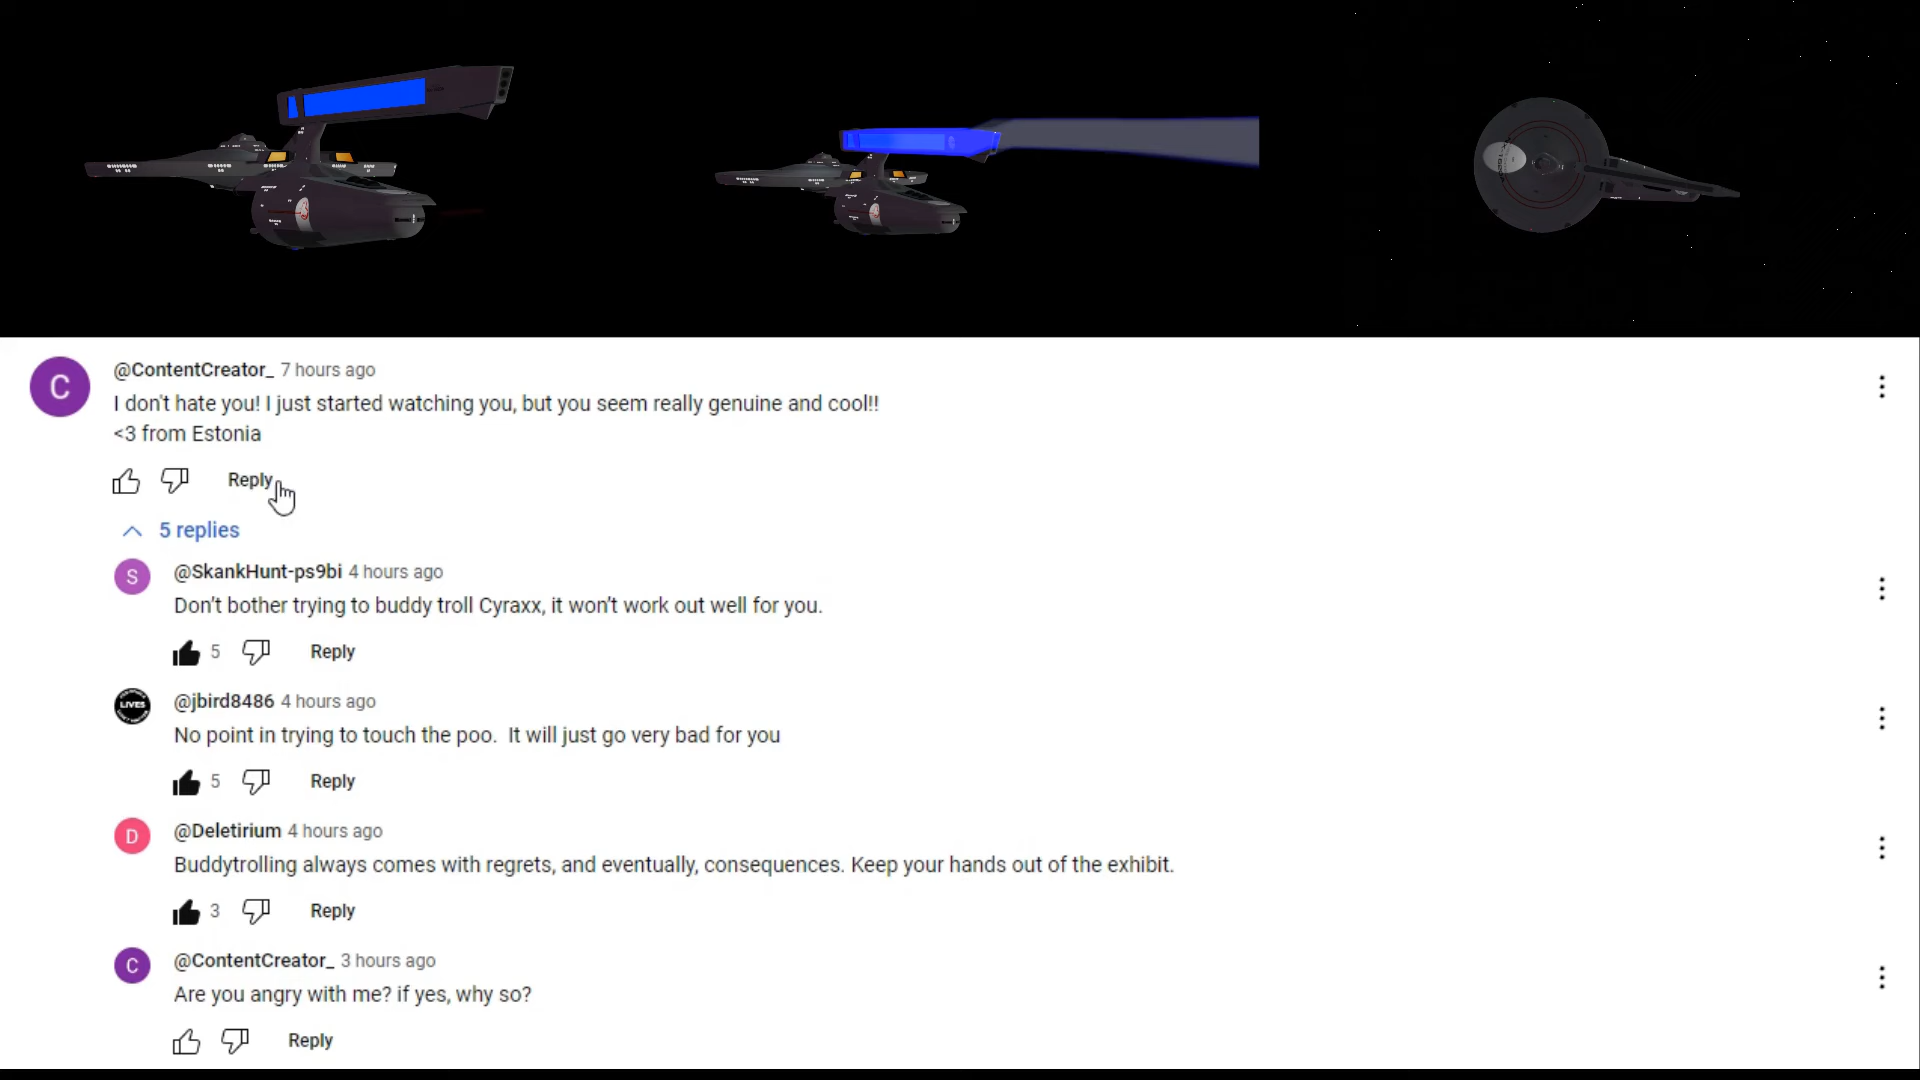 C
@ContentCreator_ 7 hours ago
I don't hate you! I just started watching you, but you seem really genuine and cool!!
<3 from Estonia
Reply
5 replies
S
@SkankHunt-ps9bi 4 hours ago
Don't bother trying to buddy troll Cyraxx, it won't work out well for you.
5 Reply
LIVES
@jbird8486 4 hours ago
No point in trying to touch the poo.  It will just go very bad for you
5 Reply
D
@Deletirium 4 hours ago
Buddytrolling always comes with regrets, and eventually, consequences. Keep your hands out of the exhibit.
3 Reply
C
@ContentCreator_ 3 hours ago
Are you angry with me? if yes, why so?
Reply